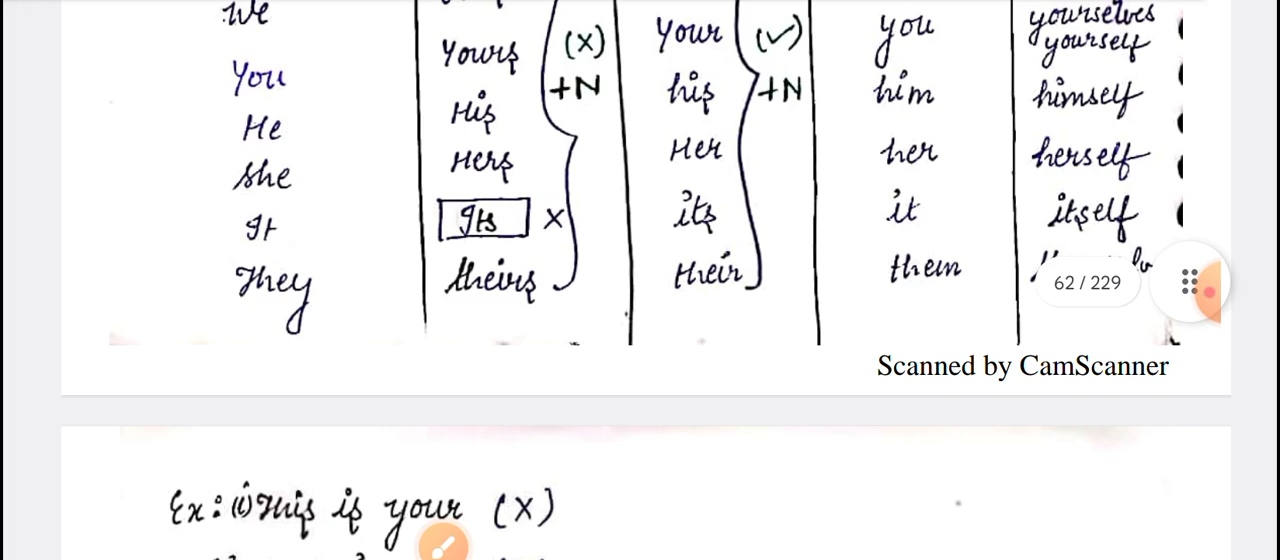 We yours (x) your (✓) you yourselves
yourself
You +N his +N him himself
He His
she Hers Her her herself
It Its x its it itself
They theirs their them
62 / 229
Scanned by CamScanner
Ex: (i) This is your (x)